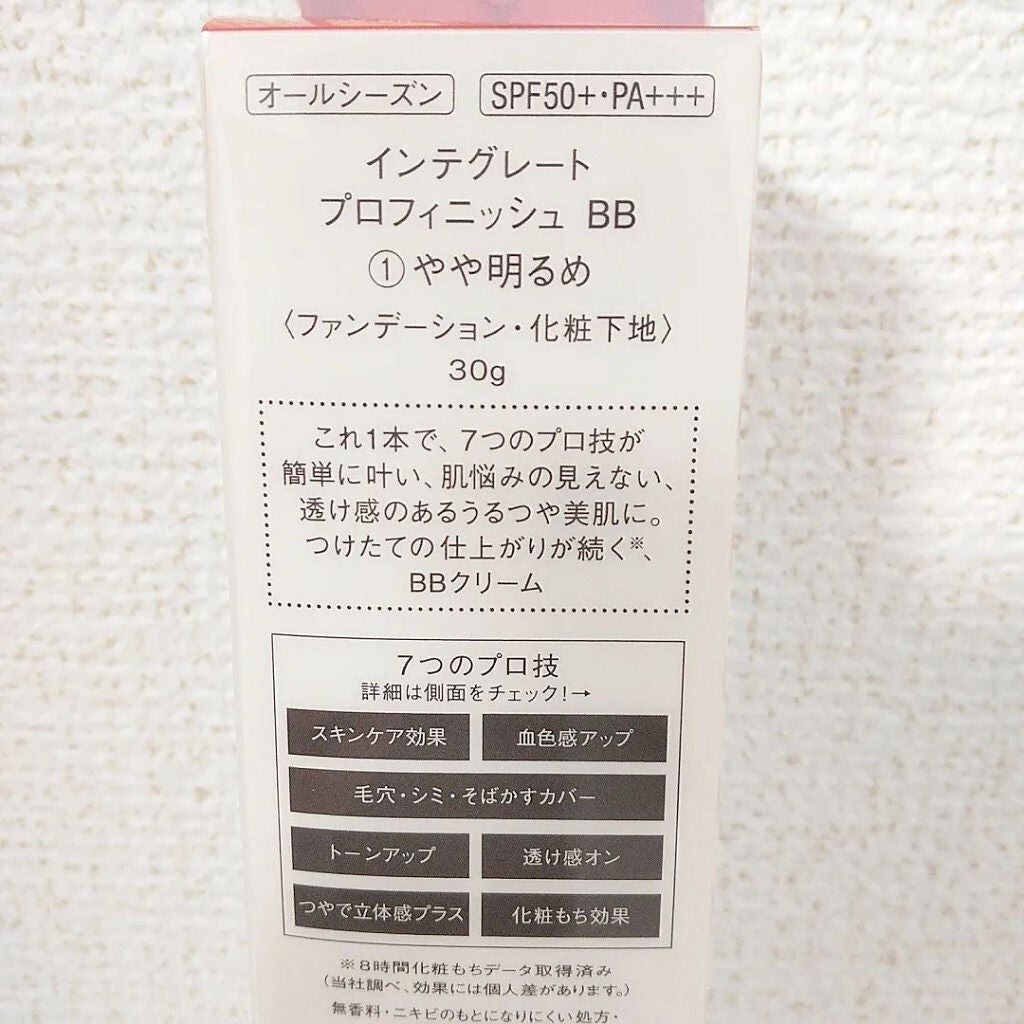 オールシーズン SPF50+・PA+++
インテグレート
プロフィニッシュ BB
①やや明るめ
〈ファンデーション・化粧下地〉
30g
これ1本で、7つのプロ技が
簡単に叶い、肌悩みの見えない、
透け感のあるうるつや美肌に。
つけたての仕上がりが続く※、
BBクリーム
7つのプロ技
詳細は側面をチェック!→
スキンケア効果 血色感アップ
毛穴・シミ・そばかすカバー
トーンアップ 透け感オン
つやで立体感プラス 化粧もち効果
※8時間化粧もちデータ取得済み
(当社調べ、効果には個人差があります。)
無香料・ニキビのもとになりにくい処方・